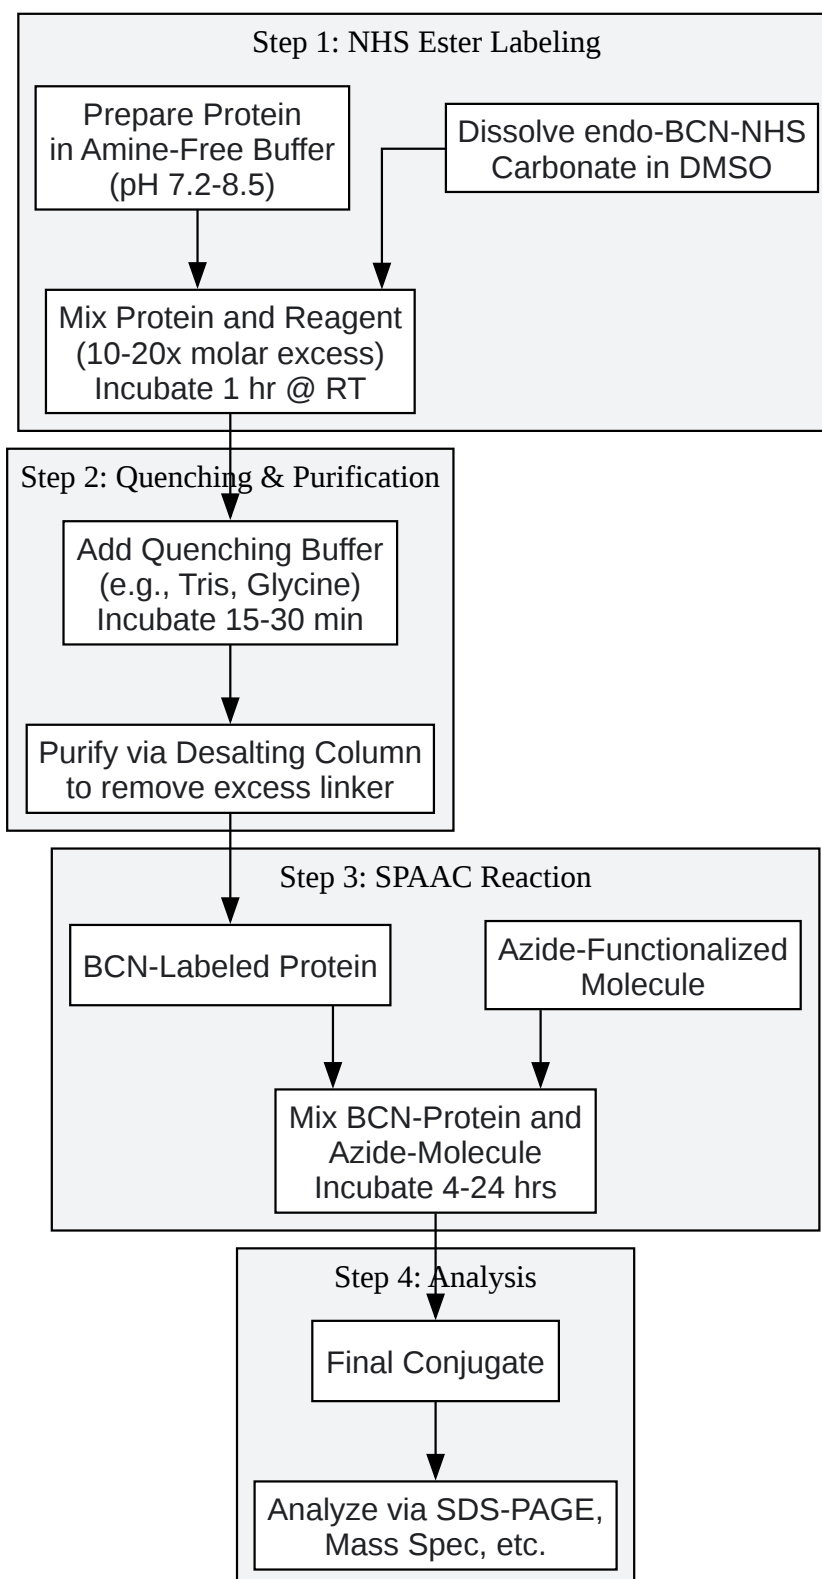 Step 1: NHS Ester Labeling
Prepare Protein
in Amine-Free Buffer
(pH 7.2-8.5)
Dissolve endo-BCN-NHS
Carbonate in DMSO
Mix Protein and Reagent
(10-20x molar excess)
Incubate 1 hr @ RT
Step 2: Quenching & Purification
Add Quenching Buffer
(e.g., Tris, Glycine)
Incubate 15-30 min
Purify via Desalting Column
to remove excess linker
Step 3: SPAAC Reaction
BCN-Labeled Protein
Azide-Functionalized
Molecule
Mix BCN-Protein and
Azide-Molecule
Incubate 4-24 hrs
Step 4: Analysis
Final Conjugate
Analyze via SDS-PAGE,
Mass Spec, etc.